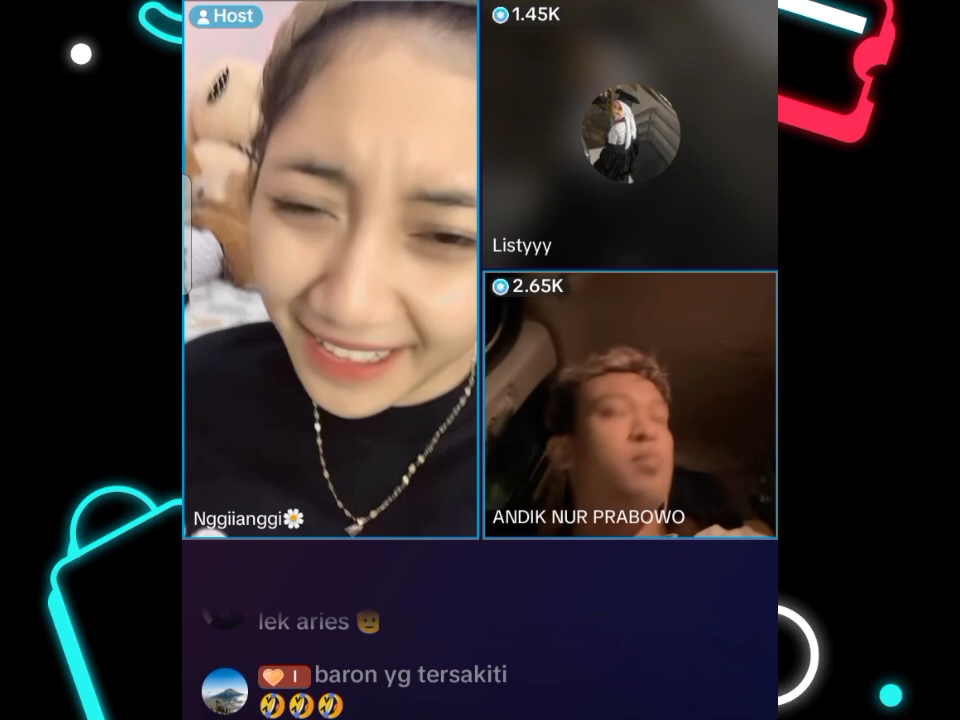 Host
1.45K
Listyyy
2.65K
Nggiianggi🌼
ANDIK NUR PRABOWO
lek aries 🫡
I baron yg tersakiti
🤣🤣🤣